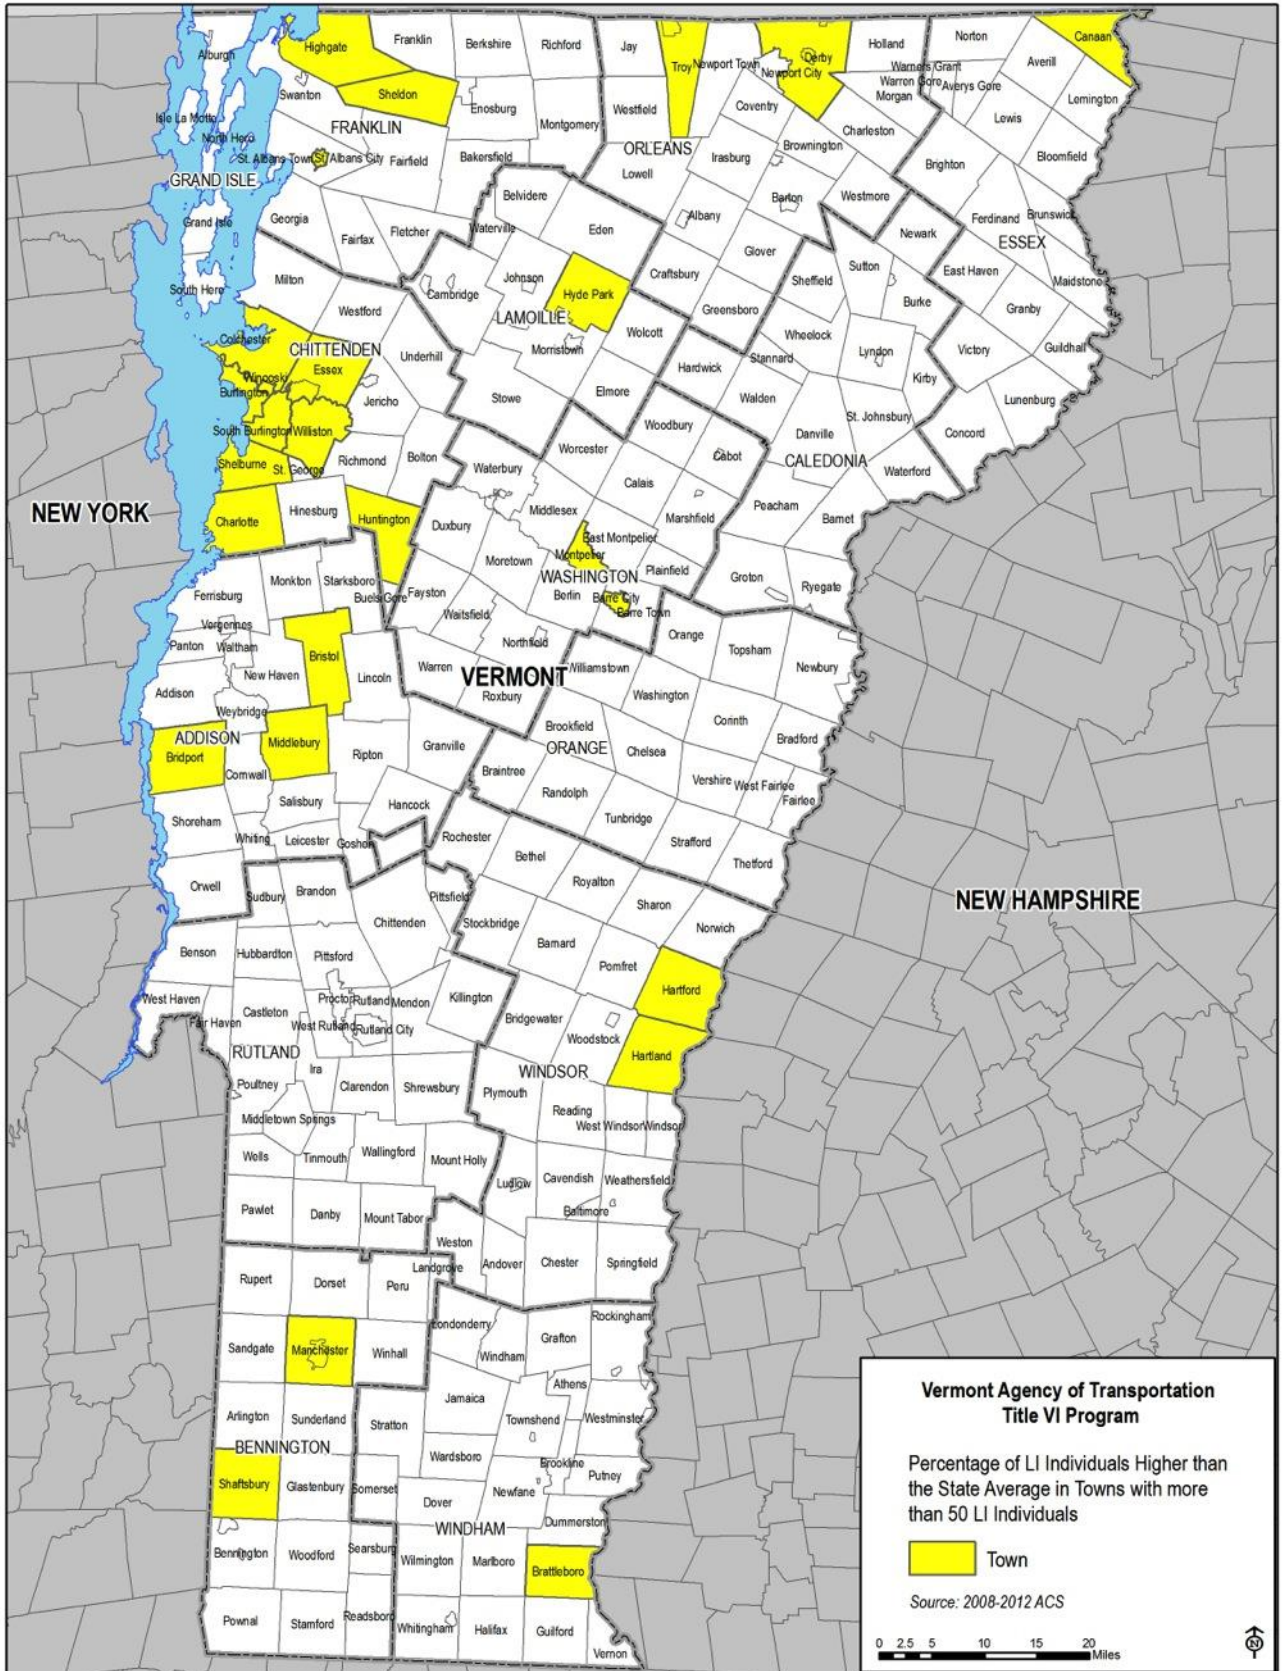 Alburgh
Highgate
Franklin
Berkshire
Richford
Jay
Troy
Newport Town
Derby
Newport City
Holland
Norton
Canaan
Averill
Warners Grant
Warren Gore
Averys Gore
Morgan
Lemington
Lewis
Swanton
Sheldon
Enosburg
Westfield
Coventry
Isle La Motte
North Hero
FRANKLIN
Montgomery
Charleston
Brownington
ORLEANS
St. Albans Town
St. Albans City
Fairfield
Bakersfield
Irasburg
Brighton
Bloomfield
GRAND ISLE
Lowell
Belvidere
Barton
Westmore
Grand Isle
Georgia
Fairfax
Fletcher
Waterville
Eden
Albany
Ferdinand
Brunswick
Newark
ESSEX
Glover
Milton
Johnson
Craftsbury
Sheffield
Sutton
East Haven
Maidstone
South Hero
Cambridge
Hyde Park
Burke
Granby
Westford
LAMOILLE
Greensboro
Wolcott
Wheelock
Colchester
CHITTENDEN
Underhill
Morristown
Stannard
Lyndon
Victory
Guildhall
Essex
Hardwick
Kirby
Winooski
Burlington
Jericho
Stowe
Elmore
Walden
Lunenburg
St. Johnsbury
South Burlington
Williston
Woodbury
Danville
Concord
Shelburne
St. George
Richmond
Bolton
Waterbury
Worcester
Cabot
CALEDONIA
Waterford
Calais
NEW YORK
Charlotte
Hinesburg
Huntington
Duxbury
Middlesex
Marshfield
Peacham
Barnet
East Montpelier
Montpelier
Moretown
WASHINGTON
Plainfield
Groton
Ryegate
Monkton
Starksboro
Buels Gore
Fayston
Berlin
Barre City
Barre Town
Ferrisburg
Waitsfield
Vergennes
Panton
Waltham
Bristol
Northfield
Orange
Topsham
Newbury
New Haven
Lincoln
Warren
VERMONT
Williamstown
Addison
Roxbury
Washington
Weybridge
Corinth
ADDISON
Middlebury
Brookfield
ORANGE
Chelsea
Bradford
Bridport
Ripton
Granville
Cornwall
Braintree
Randolph
Vershire
West Fairlee
Fairlee
Salisbury
Hancock
Shoreham
Tunbridge
Whiting
Leicester
Goshen
Rochester
Strafford
Bethel
Thetford
Orwell
Sudbury
Brandon
Royalton
Pittsfield
Sharon
NEW HAMPSHIRE
Chittenden
Stockbridge
Norwich
Benson
Hubbardton
Pittsford
Barnard
Pomfret
Hartford
West Haven
Proctor
Rutland
Mendon
Killington
Castleton
Fair Haven
West Rutland
Rutland City
Bridgewater
Woodstock
RUTLAND
Hartland
Ira
WINDSOR
Poultney
Clarendon
Shrewsbury
Plymouth
Reading
Middletown Springs
West Windsor
Windsor
Wells
Tinmouth
Wallingford
Mount Holly
Ludlow
Cavendish
Weathersfield
Baltimore
Pawlet
Danby
Mount Tabor
Weston
Andover
Chester
Springfield
Landgrove
Rupert
Dorset
Peru
Rockingham
Londonderry
Grafton
Sandgate
Manchester
Winhall
Windham
Athens
Jamaica
Arlington
Sunderland
Stratton
Townshend
Westminster
BENNINGTON
Wardsboro
Brookline
Shaftsbury
Glastenbury
Somerset
Newfane
Putney
Dover
Dummerston
WINDHAM
Bennington
Woodford
Searsburg
Wilmington
Marlboro
Brattleboro
Pownal
Stamford
Readsboro
Whitingham
Halifax
Guilford
Vernon
Vermont Agency of Transportation
Title VI Program
Percentage of LI Individuals Higher than
the State Average in Towns with more
than 50 LI Individuals
Town
Source: 2008-2012 ACS
0 2.5 5 10 15 20
Miles